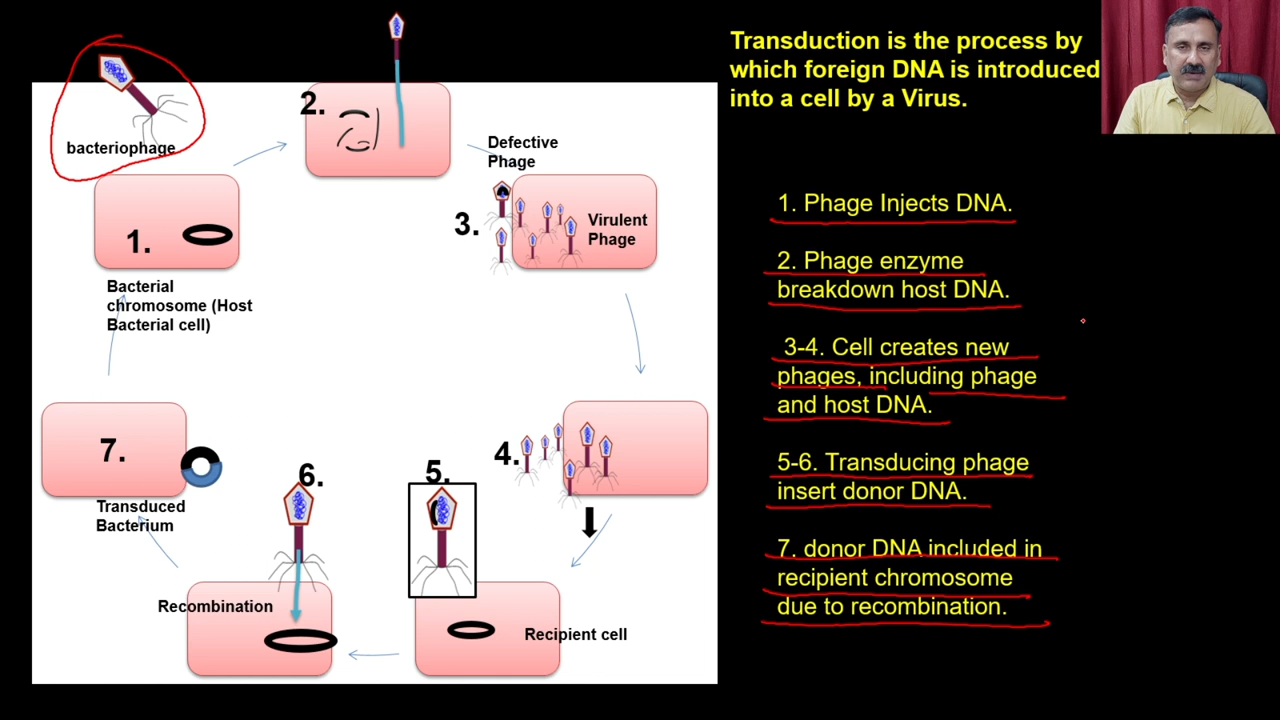 Transduction is the process by
which foreign DNA is introduced
into a cell by a Virus.
bacteriophage
1.
Bacterial
chromosome (Host
Bacterial cell)
2.
Defective
Phage
3.
Virulent
Phage
4.
5.
Recipient cell
6.
Recombination
7.
Transduced
Bacterium
1. Phage Injects DNA.
2. Phage enzyme
breakdown host DNA.
3-4. Cell creates new
phages, including phage
and host DNA.
5-6. Transducing phage
insert donor DNA.
7. donor DNA included in
recipient chromosome
due to recombination.